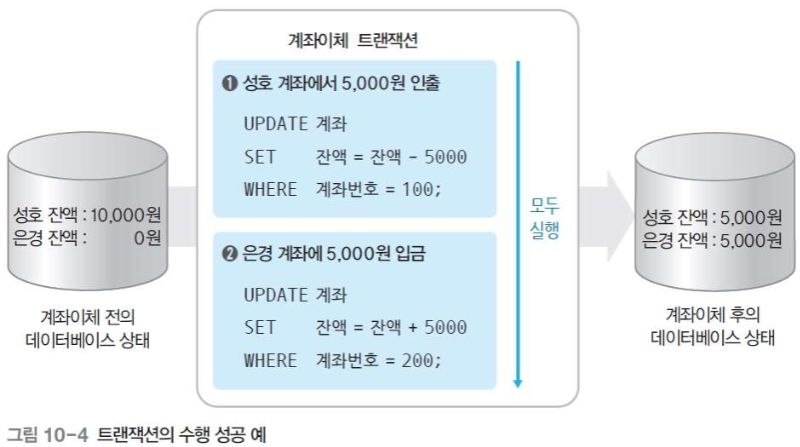 계좌이체 트랜잭션
❶ 성호 계좌에서 5,000원 인출
UPDATE 계좌
SET 잔액 = 잔액 - 5000
WHERE 계좌번호 = 100;
❷ 은경 계좌에 5,000원 입금
UPDATE 계좌
SET 잔액 = 잔액 + 5000
WHERE 계좌번호 = 200;
모두
실행
성호 잔액 : 10,000원
은경 잔액 : 0원
계좌이체 전의
데이터베이스 상태
성호 잔액 : 5,000원
은경 잔액 : 5,000원
계좌이체 후의
데이터베이스 상태
그림 10-4 트랜잭션의 수행 성공 예